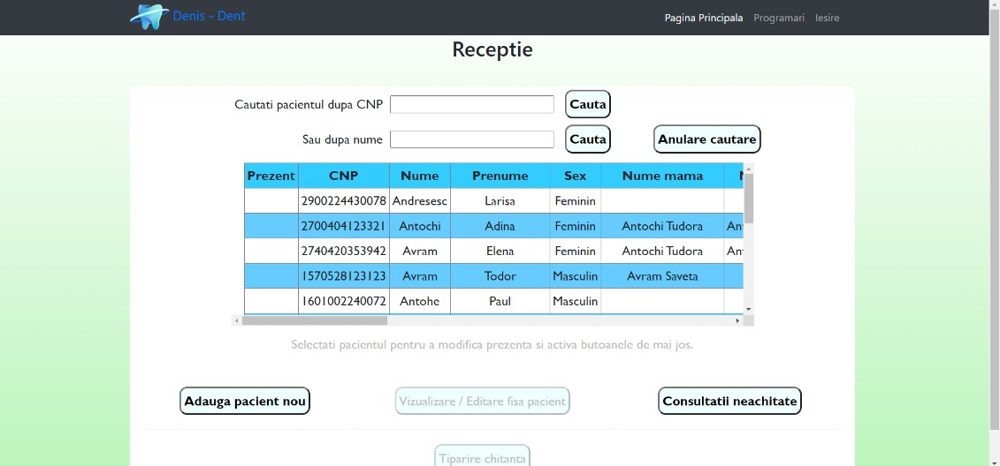 Denis - Dent Pagina Principala Programari Iesire
Receptie
Cautati pacientul dupa CNP Cauta
Sau dupa nume Cauta Anulare cautare
Prezent CNP Nume Prenume Sex Nume mama
2900224430078 Andresesc Larisa Feminin
2700404123321 Antochi Adina Feminin Antochi Tudora
2740420353942 Avram Elena Feminin Antochi Tudora
1570528123123 Avram Todor Masculin Avram Saveta
1601002240072 Antohe Paul Masculin
Selectati pacientul pentru a modifica prezenta si activa butoanele de mai jos.
Adauga pacient nou Vizualizare / Editare fisa pacient Consultatii neachitate
Tiparire chitanta